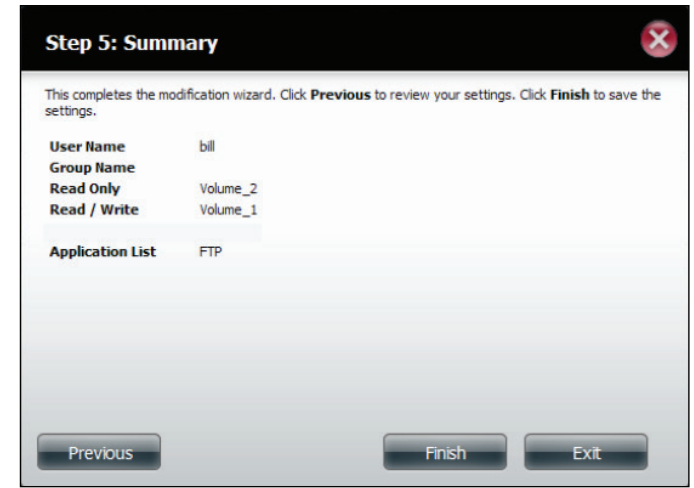 Step 5: Summary
This completes the modification wizard. Click Previous to review your settings. Click Finish to save the
settings.
User Name bill
Group Name
Read Only Volume_2
Read / Write Volume_1
Application List FTP
Previous Finish Exit